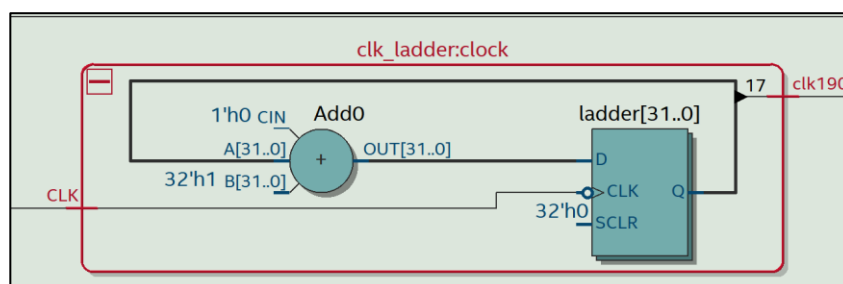 clk_ladder:clock
17 clk190
1'h0 CIN Add0 ladder[31..0]
A[31..0] + OUT[31..0] D
32'h1 B[31..0]
CLK CLK Q
32'h0 SCLR